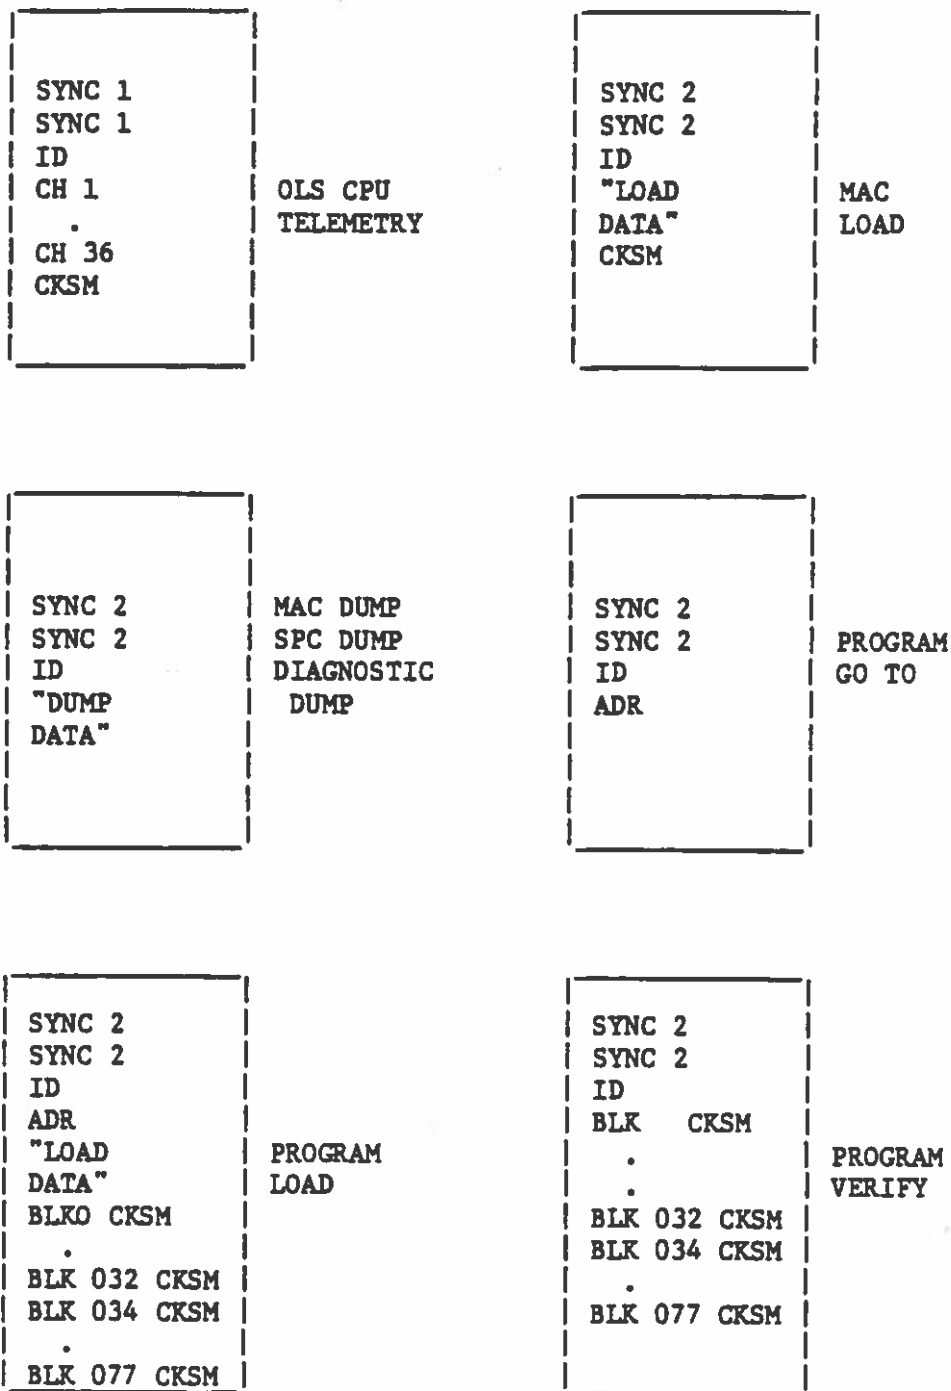 SYNC 1
SYNC 1
ID
CH 1
.
CH 36
CKSM
OLS CPU
TELEMETRY
SYNC 2
SYNC 2
ID
"LOAD
DATA"
CKSM
MAC
LOAD
SYNC 2
SYNC 2
ID
"DUMP
DATA"
MAC DUMP
SPC DUMP
DIAGNOSTIC
DUMP
SYNC 2
SYNC 2
ID
ADR
PROGRAM
GO TO
SYNC 2
SYNC 2
ID
ADR
"LOAD
DATA"
BLK0 CKSM
.
BLK 032 CKSM
BLK 034 CKSM
.
BLK 077 CKSM
PROGRAM
LOAD
SYNC 2
SYNC 2
ID
BLK CKSM
.
.
BLK 032 CKSM
BLK 034 CKSM
.
BLK 077 CKSM
PROGRAM
VERIFY